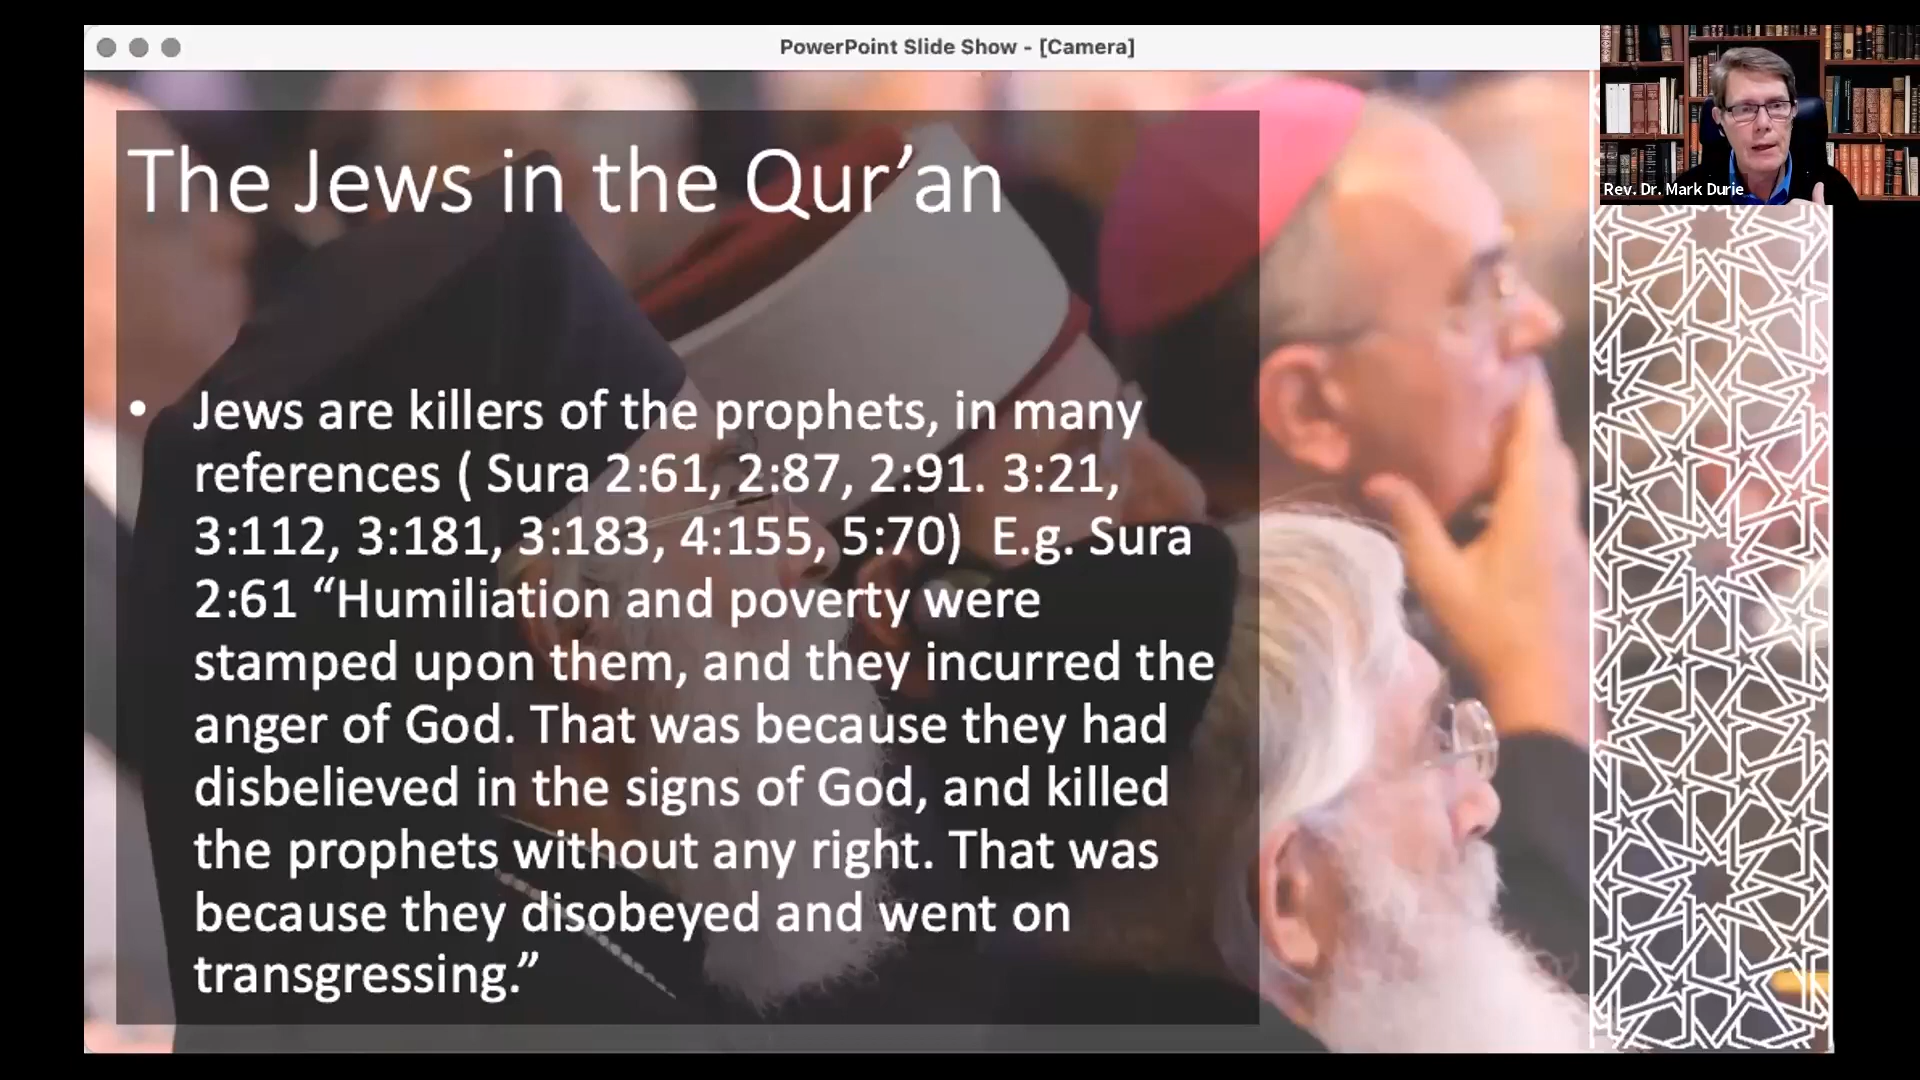 PowerPoint Slide Show - [Camera]
Rev. Dr. Mark Durie
The Jews in the Qur’an
• Jews are killers of the prophets, in many
references ( Sura 2:61, 2:87, 2:91. 3:21,
3:112, 3:181, 3:183, 4:155, 5:70)  E.g. Sura
2:61 “Humiliation and poverty were
stamped upon them, and they incurred the
anger of God. That was because they had
disbelieved in the signs of God, and killed
the prophets without any right. That was
because they disobeyed and went on
transgressing.”